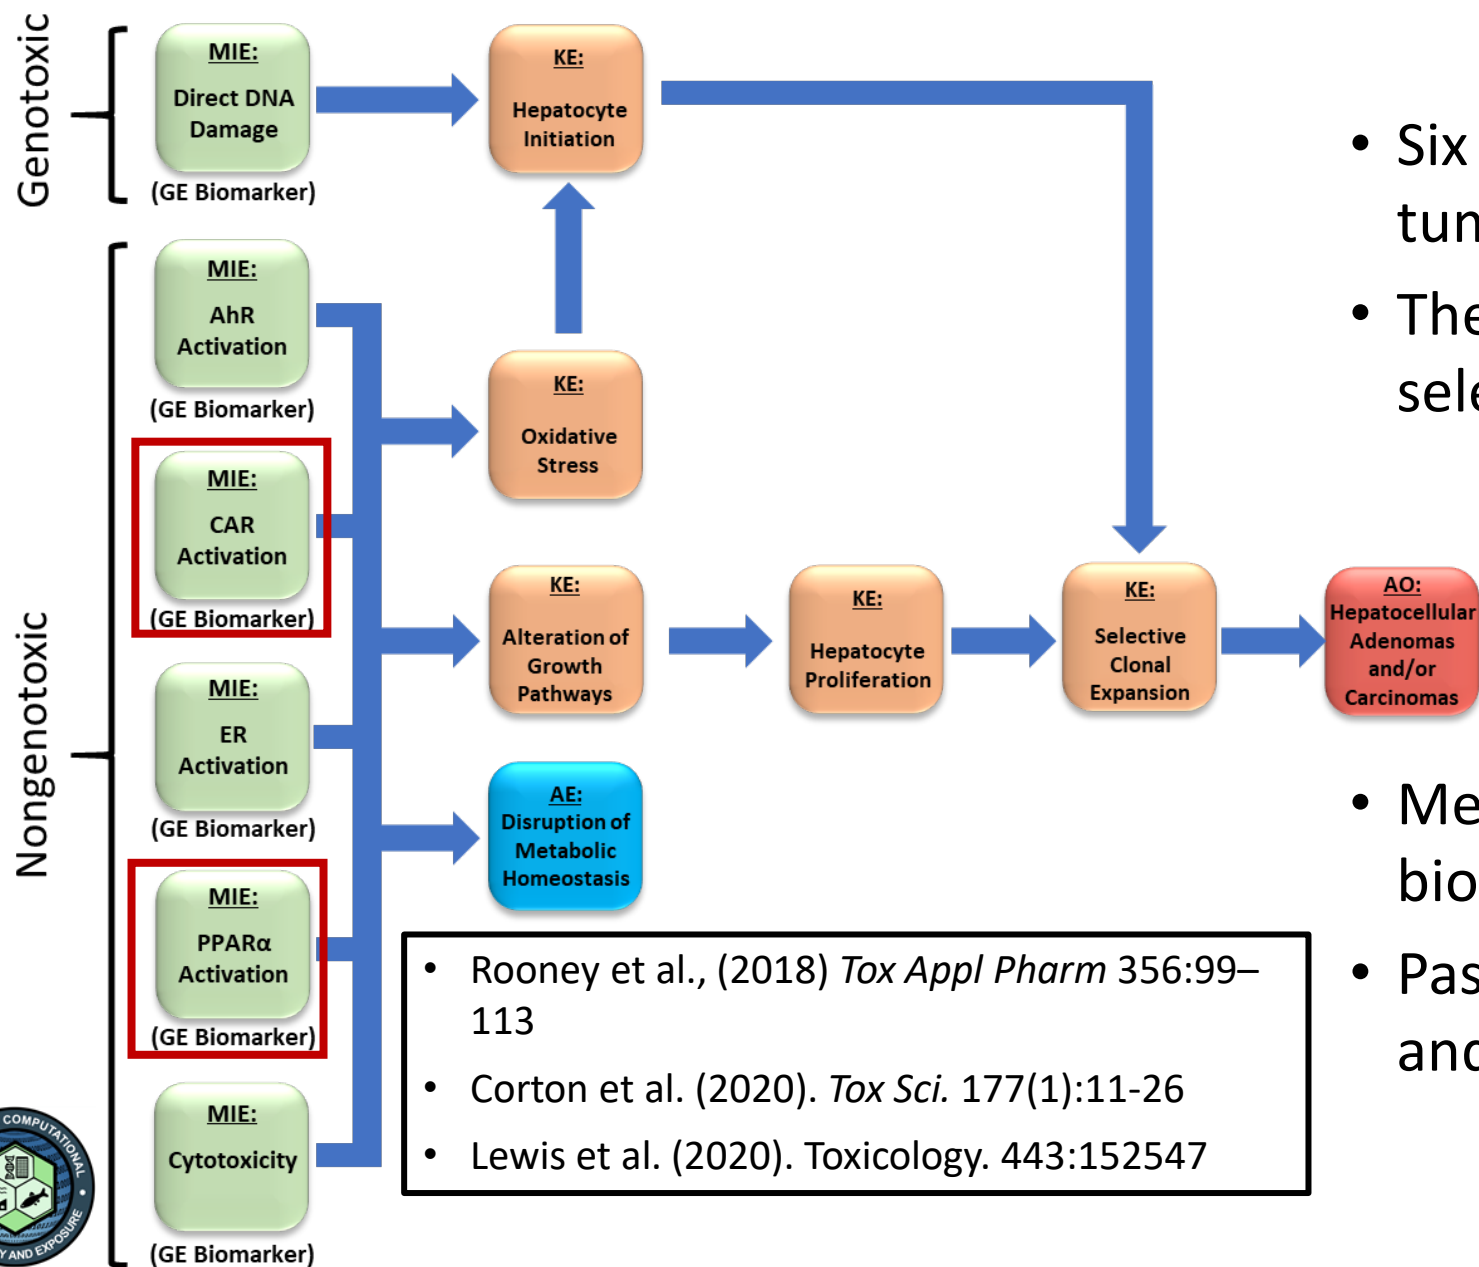 Genotoxic
MIE:
Direct DNA
Damage
(GE Biomarker)
KE:
Hepatocyte
Initiation
Nongenotoxic
MIE:
AhR
Activation
(GE Biomarker)
MIE:
CAR
Activation
(GE Biomarker)
MIE:
ER
Activation
(GE Biomarker)
MIE:
PPARα
Activation
(GE Biomarker)
MIE:
Cytotoxicity
(GE Biomarker)
KE:
Oxidative
Stress
KE:
Alteration of
Growth
Pathways
KE:
Hepatocyte
Proliferation
KE:
Selective
Clonal
Expansion
AO:
Hepatocellular
Adenomas
and/or
Carcinomas
AE:
Disruption of
Metabolic
Homeostasis
• Rooney et al., (2018) Tox Appl Pharm 356:99–
113
• Corton et al. (2020). Tox Sci. 177(1):11-26
• Lewis et al. (2020). Toxicology. 443:152547
• Six
tum
• The
sele
• Me
bio
• Pas
and
COMPUTATIONAL
Y AND EXPOSURE